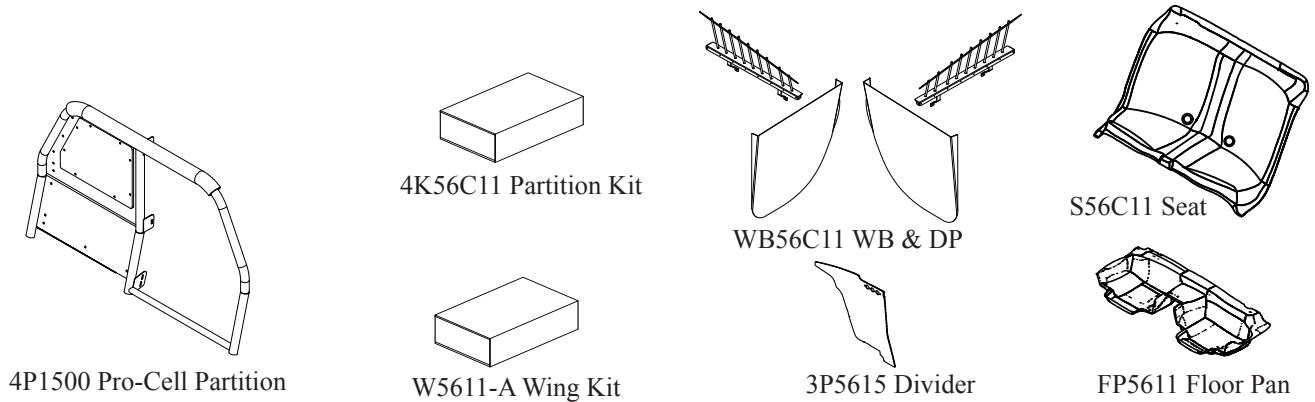 4P1500 Pro-Cell Partition
4K56C11 Partition Kit
W5611-A Wing Kit
WB56C11 WB & DP
3P5615 Divider
S56C11 Seat
FP5611 Floor Pan